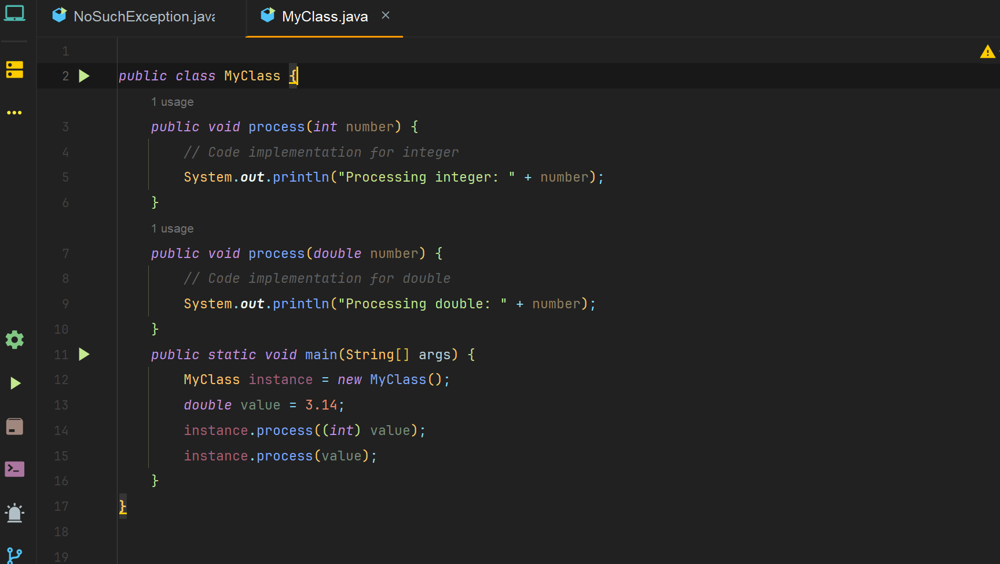 NoSuchException.java
MyClass.java
1
2 public class MyClass {
1 usage
3 public void process(int number) {
4 // Code implementation for integer
5 System.out.println("Processing integer: " + number);
6 }
1 usage
7 public void process(double number) {
8 // Code implementation for double
9 System.out.println("Processing double: " + number);
10 }
11 public static void main(String[] args) {
12 MyClass instance = new MyClass();
13 double value = 3.14;
14 instance.process((int) value);
15 instance.process(value);
16 }
17 }
18
19